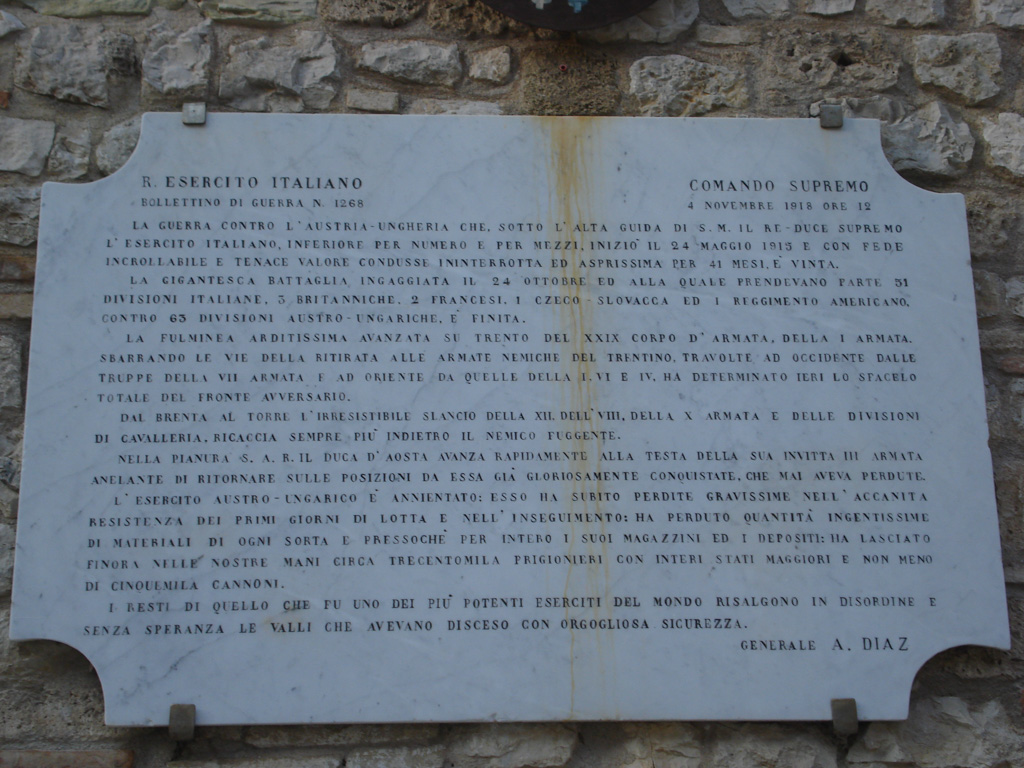 R. ESERCITO ITALIANO COMANDO SUPREMO
BOLLETTINO DI GUERRA N. 1268 4 NOVEMBRE 1918 ORE 12
LA GUERRA CONTRO L'AUSTRIA-UNGHERIA CHE, SOTTO L'ALTA GUIDA DI S.M. IL RE-DUCE SUPREMO
L'ESERCITO ITALIANO, INFERIORE PER NUMERO E PER MEZZI, INIZIO' IL 24 MAGGIO 1915 E CON FEDE
INCROLLABILE E TENACE VALORE CONDUSSE ININTERROTTA ED ASPRISSIMA PER 41 MESI, E' VINTA.
LA GIGANTESCA BATTAGLIA INGAGGIATA IL 24 OTTOBRE ED ALLA QUALE PRENDEVANO PARTE 51
DIVISIONI ITALIANE, 3 BRITANNICHE, 2 FRANCESI, 1 CZECO-SLOVACCA ED 1 REGGIMENTO AMERICANO,
CONTRO 63 DIVISIONI AUSTRO-UNGARICHE, E' FINITA.
LA FULMINEA ARDITISSIMA AVANZATA SU TRENTO DEL XXIX CORPO D'ARMATA, DELLA I ARMATA,
SBARRANDO LE VIE DELLA RITIRATA ALLE ARMATE NEMICHE DEL TRENTINO, TRAVOLTE AD OCCIDENTE DALLE
TRUPPE DELLA VII ARMATA E AD ORIENTE DA QUELLE DELLA I, VI E IV, HA DETERMINATO IERI LO SFACELO
TOTALE DEL FRONTE AVVERSARIO.
DAL BRENTA AL TORRE L'IRRESISTIBILE SLANCIO DELLA XII, DELL'VIII, DELLA X ARMATA E DELLE DIVISIONI
DI CAVALLERIA, RICACCIA SEMPRE PIU' INDIETRO IL NEMICO FUGGENTE.
NELLA PIANURA S.A.R. IL DUCA D'AOSTA AVANZA RAPIDAMENTE ALLA TESTA DELLA SUA INVITTA III ARMATA
ANELANTE DI RITORNARE SULLE POSIZIONI DA ESSA GIÀ GLORIOSAMENTE CONQUISTATE, CHE MAI AVEVA PERDUTE.
L'ESERCITO AUSTRO-UNGARICO E' ANNIENTATO: ESSO HA SUBITO PERDITE GRAVISSIME NELL'ACCANITA
RESISTENZA DEI PRIMI GIORNI DI LOTTA E NELL'INSEGUIMENTO: HA PERDUTO QUANTITÀ INGENTISSIME
DI MATERIALI DI OGNI SORTA E PRESSOCHÈ PER INTERO I SUOI MAGAZZINI ED I DEPOSITI: HA LASCIATO
FINORA NELLE NOSTRE MANI CIRCA TRECENTOMILA PRIGIONIERI CON INTERI STATI MAGGIORI E NON MENO
DI CINQUEMILA CANNONI.
I RESTI DI QUELLO CHE FU UNO DEI PIU' POTENTI ESERCITI DEL MONDO RISALGONO IN DISORDINE E
SENZA SPERANZA LE VALLI CHE AVEVANO DISCESO CON ORGOGLIOSA SICUREZZA.
GENERALE A. DIAZ